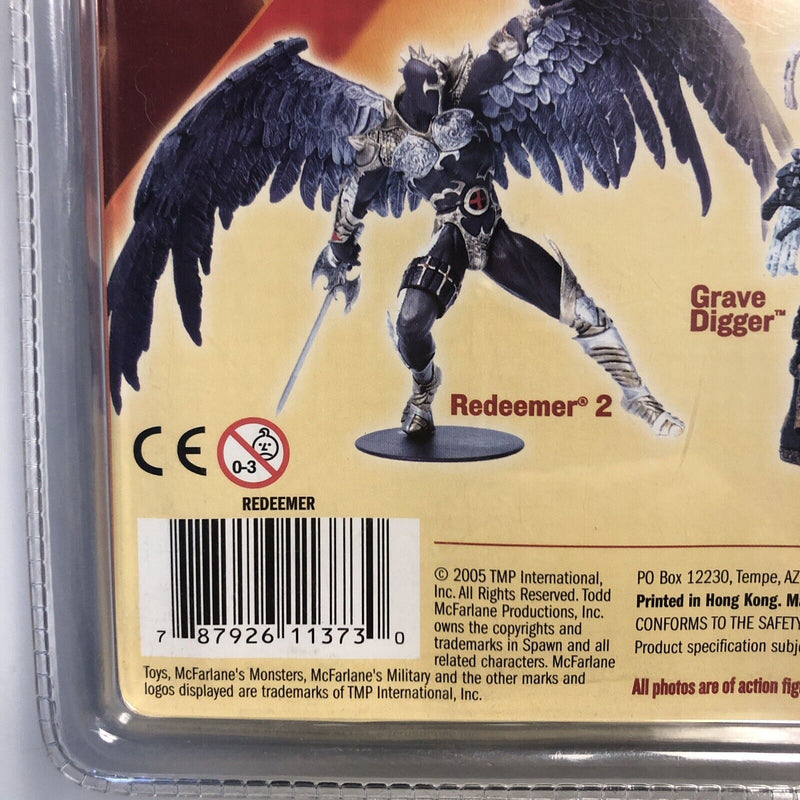 Grave
Digger™
Redeemer® 2
CE
0-3
REDEEMER
7 87926 11373 0
© 2005 TMP International,
Inc. All Rights Reserved. Todd
McFarlane Productions, Inc.
owns the copyrights and
trademarks in Spawn and all
related characters. McFarlane
Toys, McFarlane's Monsters, McFarlane's Military and the other marks and
logos displayed are trademarks of TMP International, Inc.
PO Box 12230, Tempe, AZ
Printed in Hong Kong.
CONFORMS TO THE SAFETY
Product specification
All photos are of action